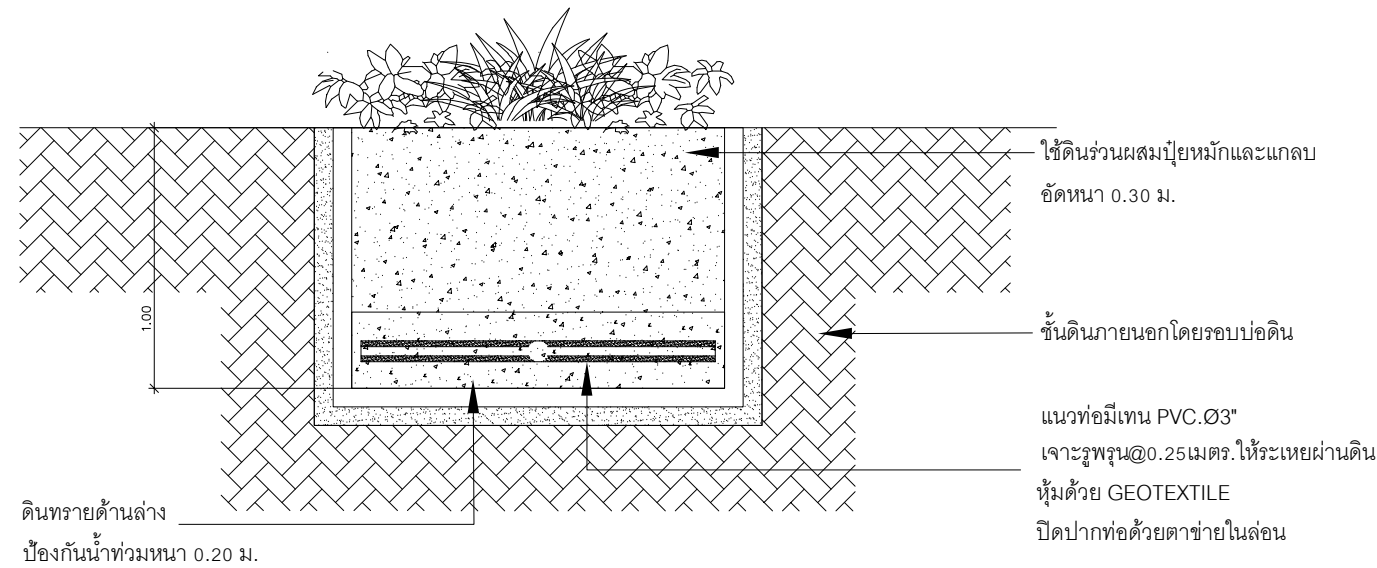 ใช้ดินร่วนผสมปุ๋ยหมักและแกลบ
อัดหนา 0.30 ม.
1.00
ชั้นดินภายนอกโดยรอบบ่อดิน
แนวท่อมีเทน PVC.Ø3"
เจาะรูพรุน@0.25เมตร.ให้ระเหยผ่านดิน
หุ้มด้วย GEOTEXTILE
ปิดปากท่อด้วยตาข่ายในล่อน
ดินทรายด้านล่าง
ป้องกันน้ำท่วมหนา 0.20 ม.